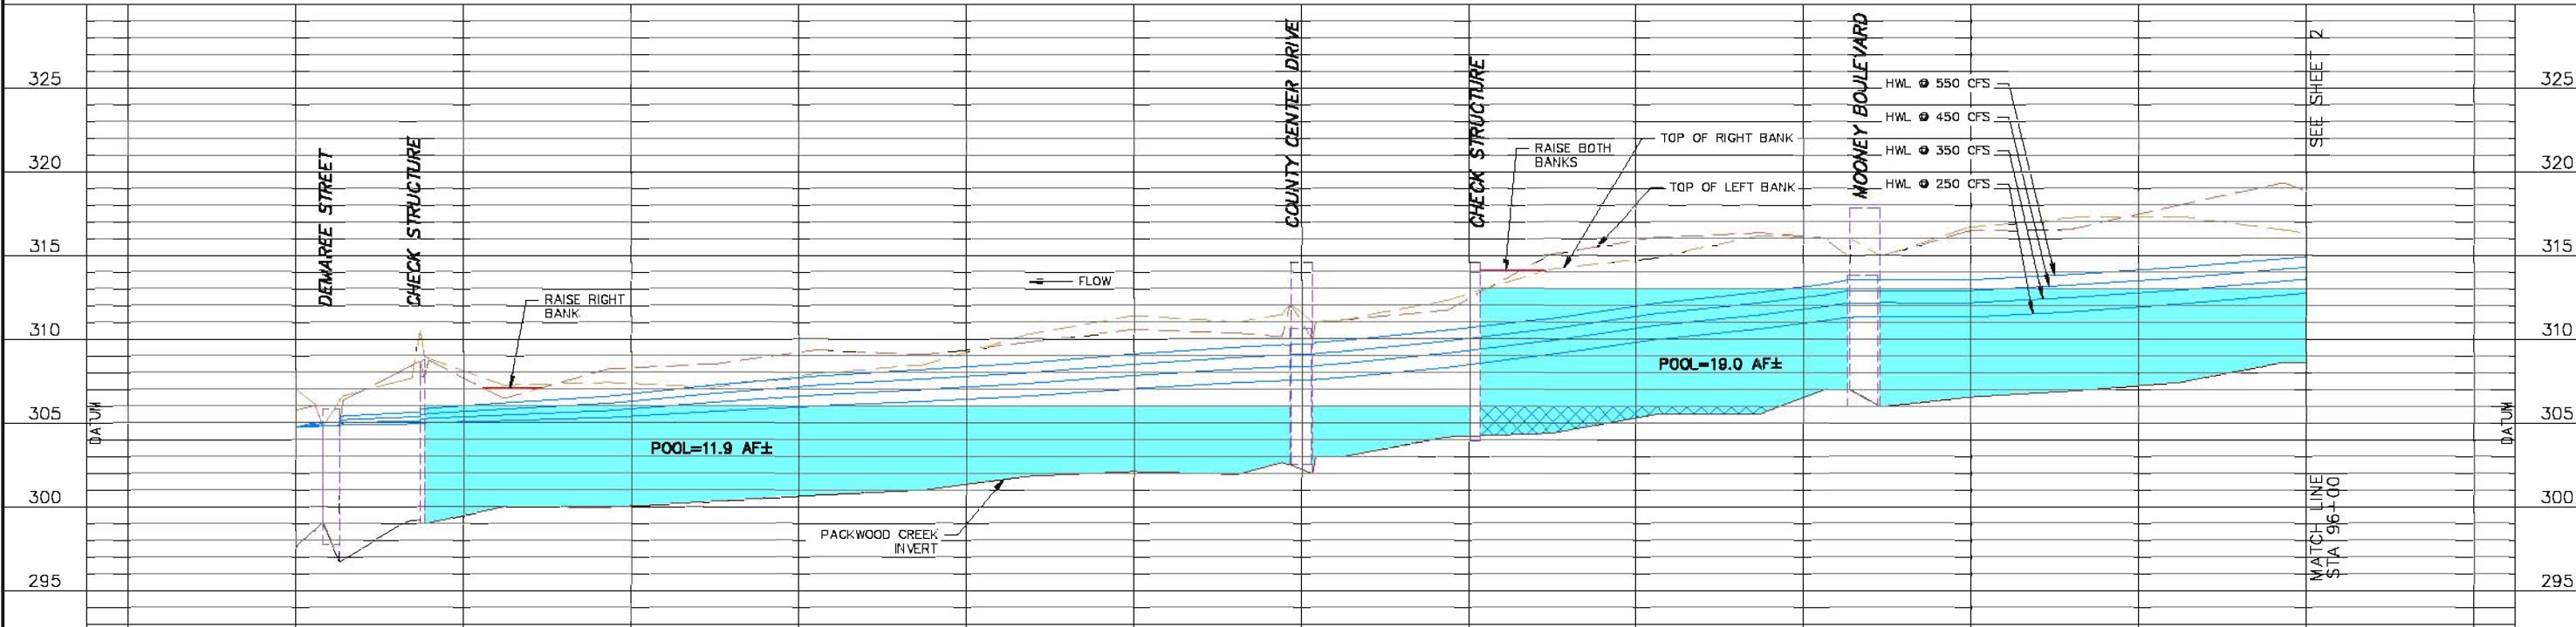 325
320
315
310
305
300
295
DATUM
DEMAREE STREET
CHECK STRUCTURE
RAISE RIGHT
BANK
POOL=11.9 AF±
PACKWOOD CREEK
INVERT
FLOW
COUNTY CENTER DRIVE
CHECK STRUCTURE
RAISE BOTH
BANKS
TOP OF RIGHT BANK
TOP OF LEFT BANK
POOL=19.0 AF±
MOONEY BOULEVARD
HWL @ 550 CFS
HWL @ 450 CFS
HWL @ 350 CFS
HWL @ 250 CFS
SEE SHEET 2
MATCH LINE
STA 96+00
DATUM
325
320
315
310
305
300
295